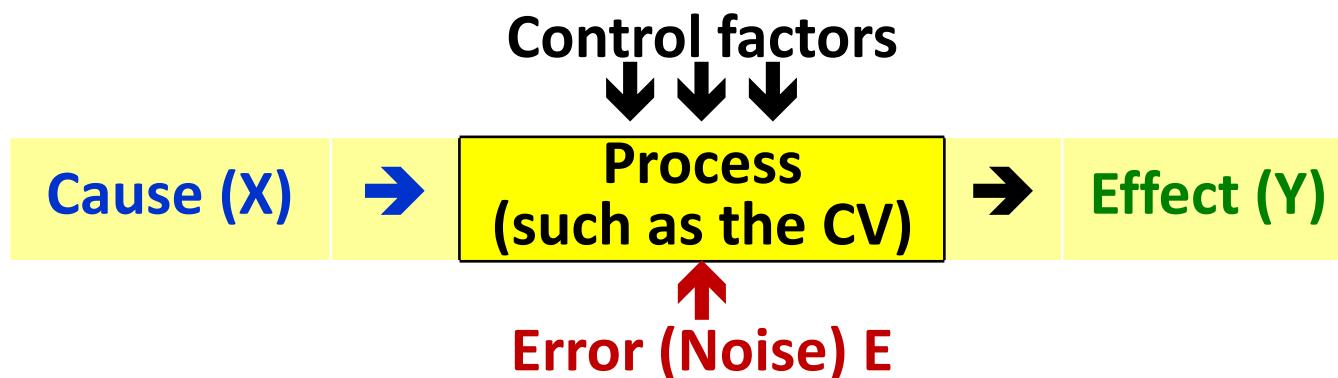 Control factors
Cause (X)
Process
(such as the CV)
Effect (Y)
Error (Noise) E